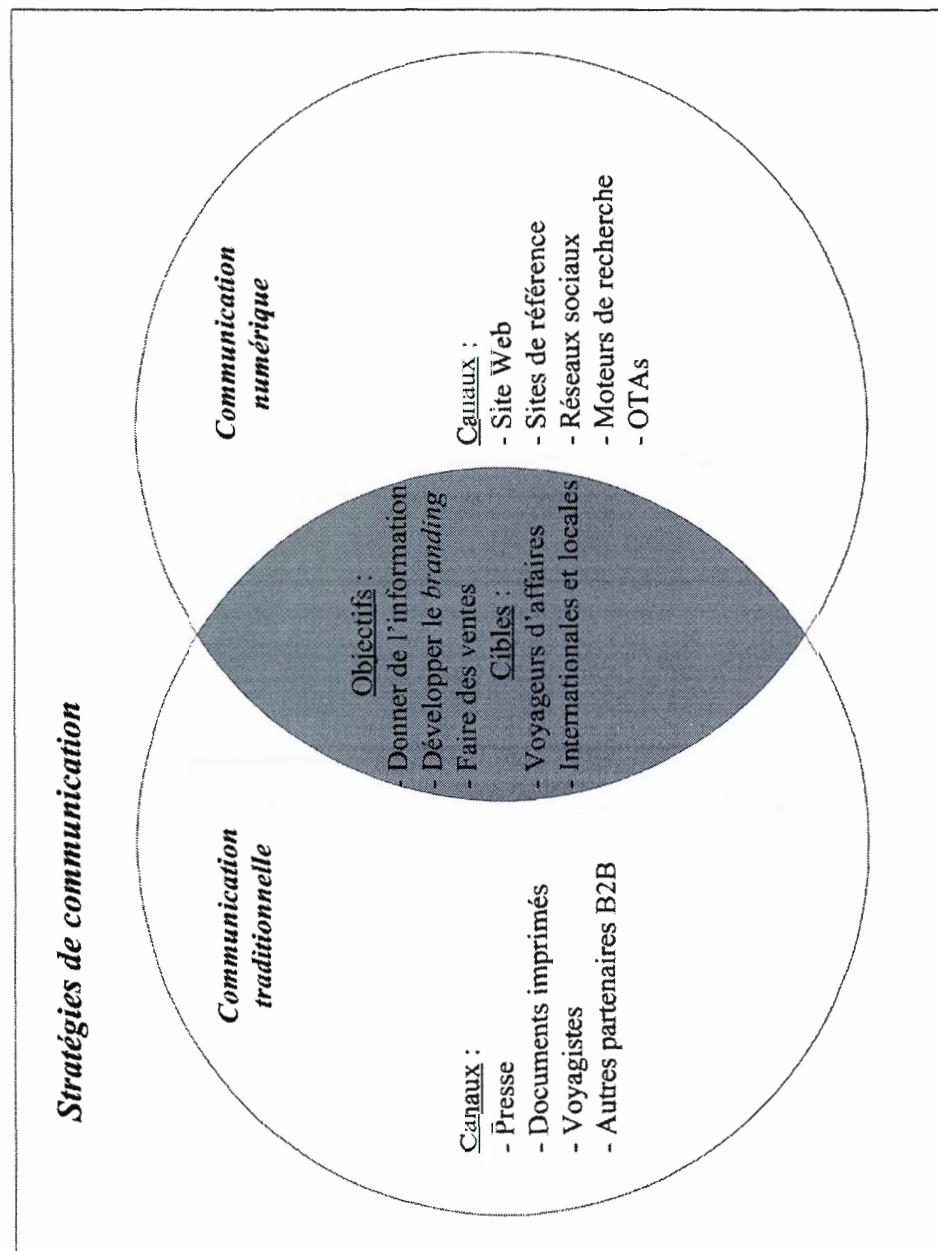 Stratégies de communication
Communication
traditionnelle
Canaux :
- Presse
- Documents imprimés
- Voyagistes
- Autres partenaires B2B
Objectifs :
- Donner de l'information
- Développer le branding
- Faire des ventes
Cibles :
- Voyageurs d'affaires
- Internationales et locales
Communication
numérique
Canaux :
- Site Web
- Sites de référence
- Réseaux sociaux
- Moteurs de recherche
- OTAs